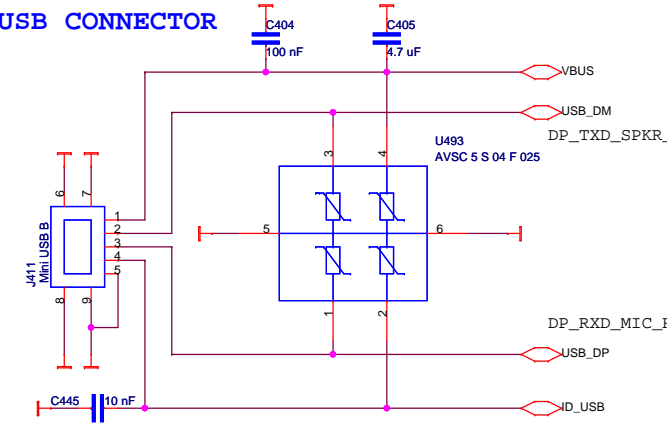 USB CONNECTOR
C404
100 nF
C405
4.7 uF
VBUS
USB_DM
DP_TXD_SPKR_
U493
AVSC 5 S 04 F 025
3
4
5
6
1
2
6
7
1
2
3
4
5
8
9
J411
Mini USB B
DP_RXD_MIC_
USB_DP
C445
10 nF
ID_USB